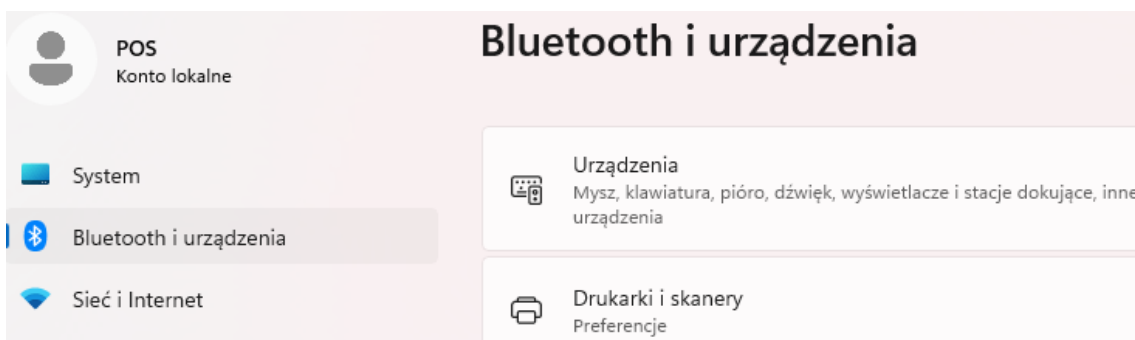 POS
Konto lokalne
System
Bluetooth i urządzenia
Sieć i Internet
Bluetooth i urządzenia
Urządzenia
Mysz, klawiatura, pióro, dźwięk, wyświetlacze i stacje dokujące, inne
urządzenia
Drukarki i skanery
Preferencje